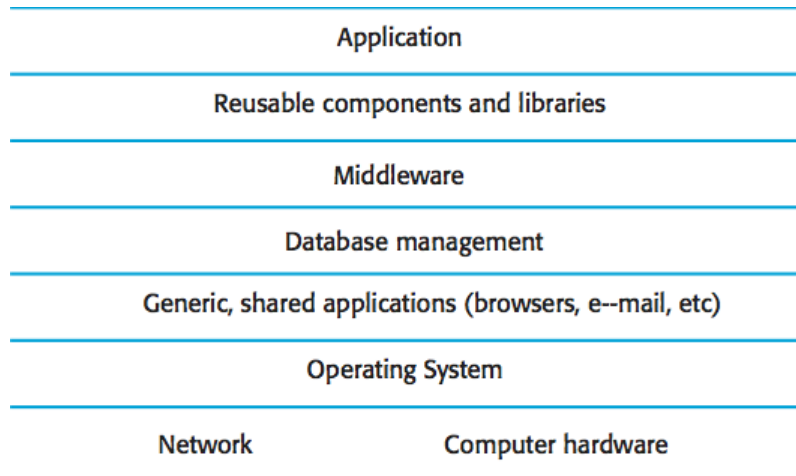 Application
Reusable components and libraries
Middleware
Database management
Generic, shared applications (browsers, e--mail, etc)
Operating System
Network Computer hardware